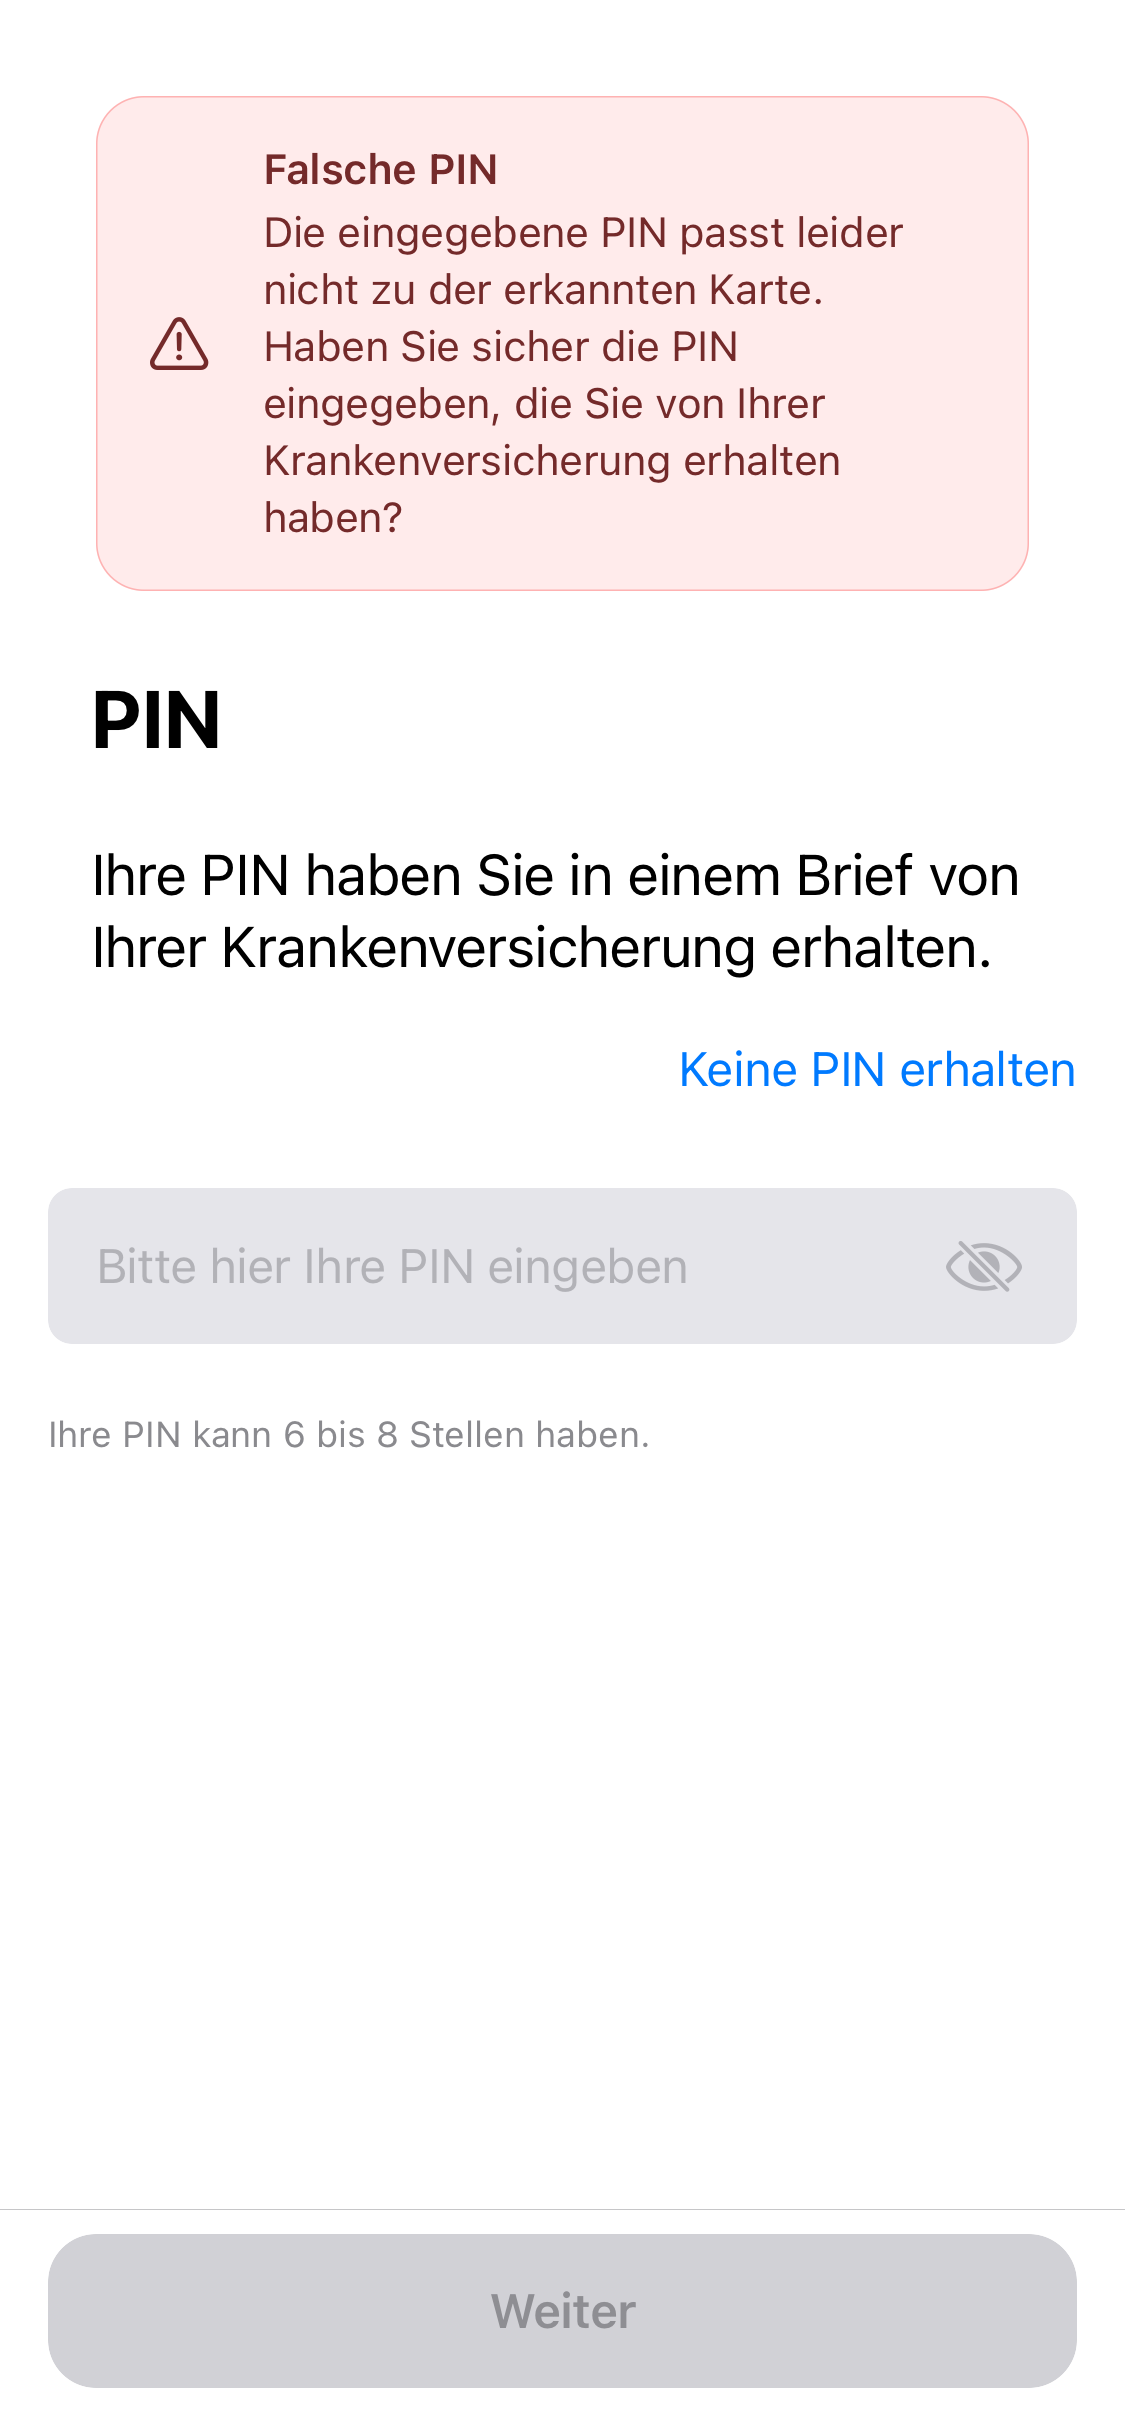 Falsche PIN
Die eingegebene PIN passt leider
nicht zu der erkannten Karte.
Haben Sie sicher die PIN
eingegeben, die Sie von Ihrer
Krankenversicherung erhalten
haben?
PIN
Ihre PIN haben Sie in einem Brief von
Ihrer Krankenversicherung erhalten.
Keine PIN erhalten
Bitte hier Ihre PIN eingeben
Ihre PIN kann 6 bis 8 Stellen haben.
Weiter